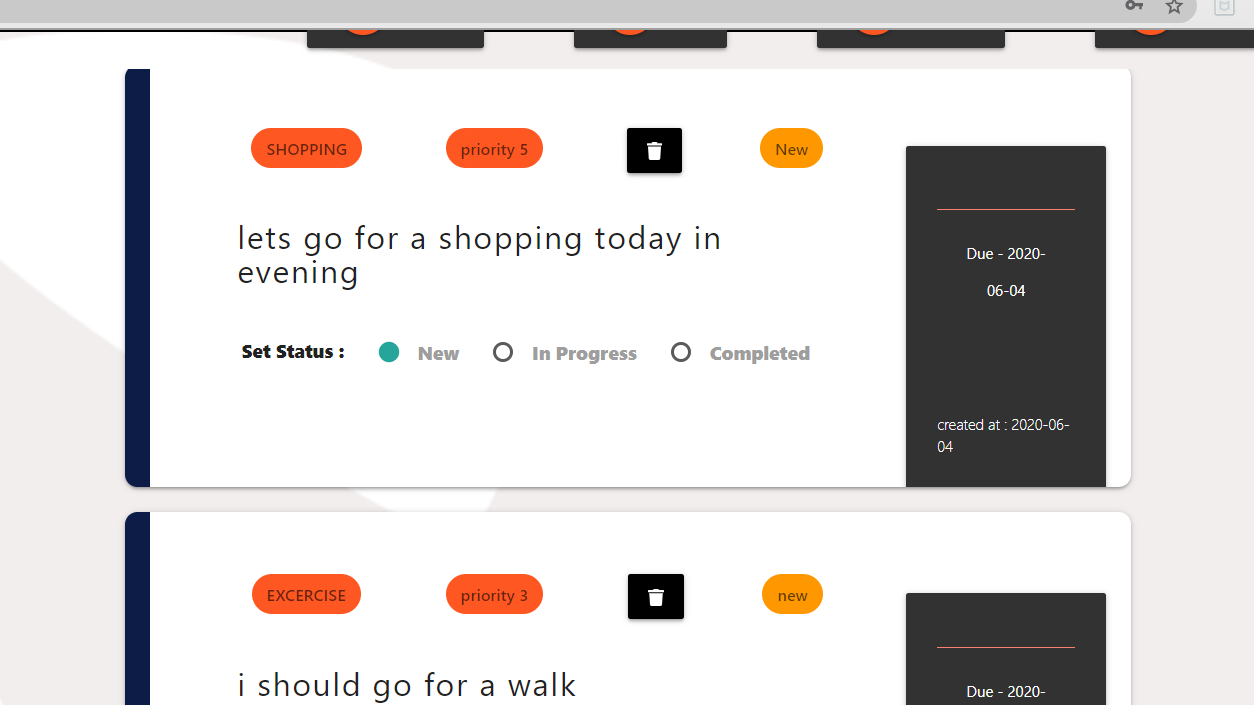 SHOPPING
priority 5
New
lets go for a shopping today in
evening
Set Status :
New
In Progress
Completed
Due - 2020-
06-04
created at : 2020-06-
04
EXCERCISE
priority 3
new
i should go for a walk
Due - 2020-